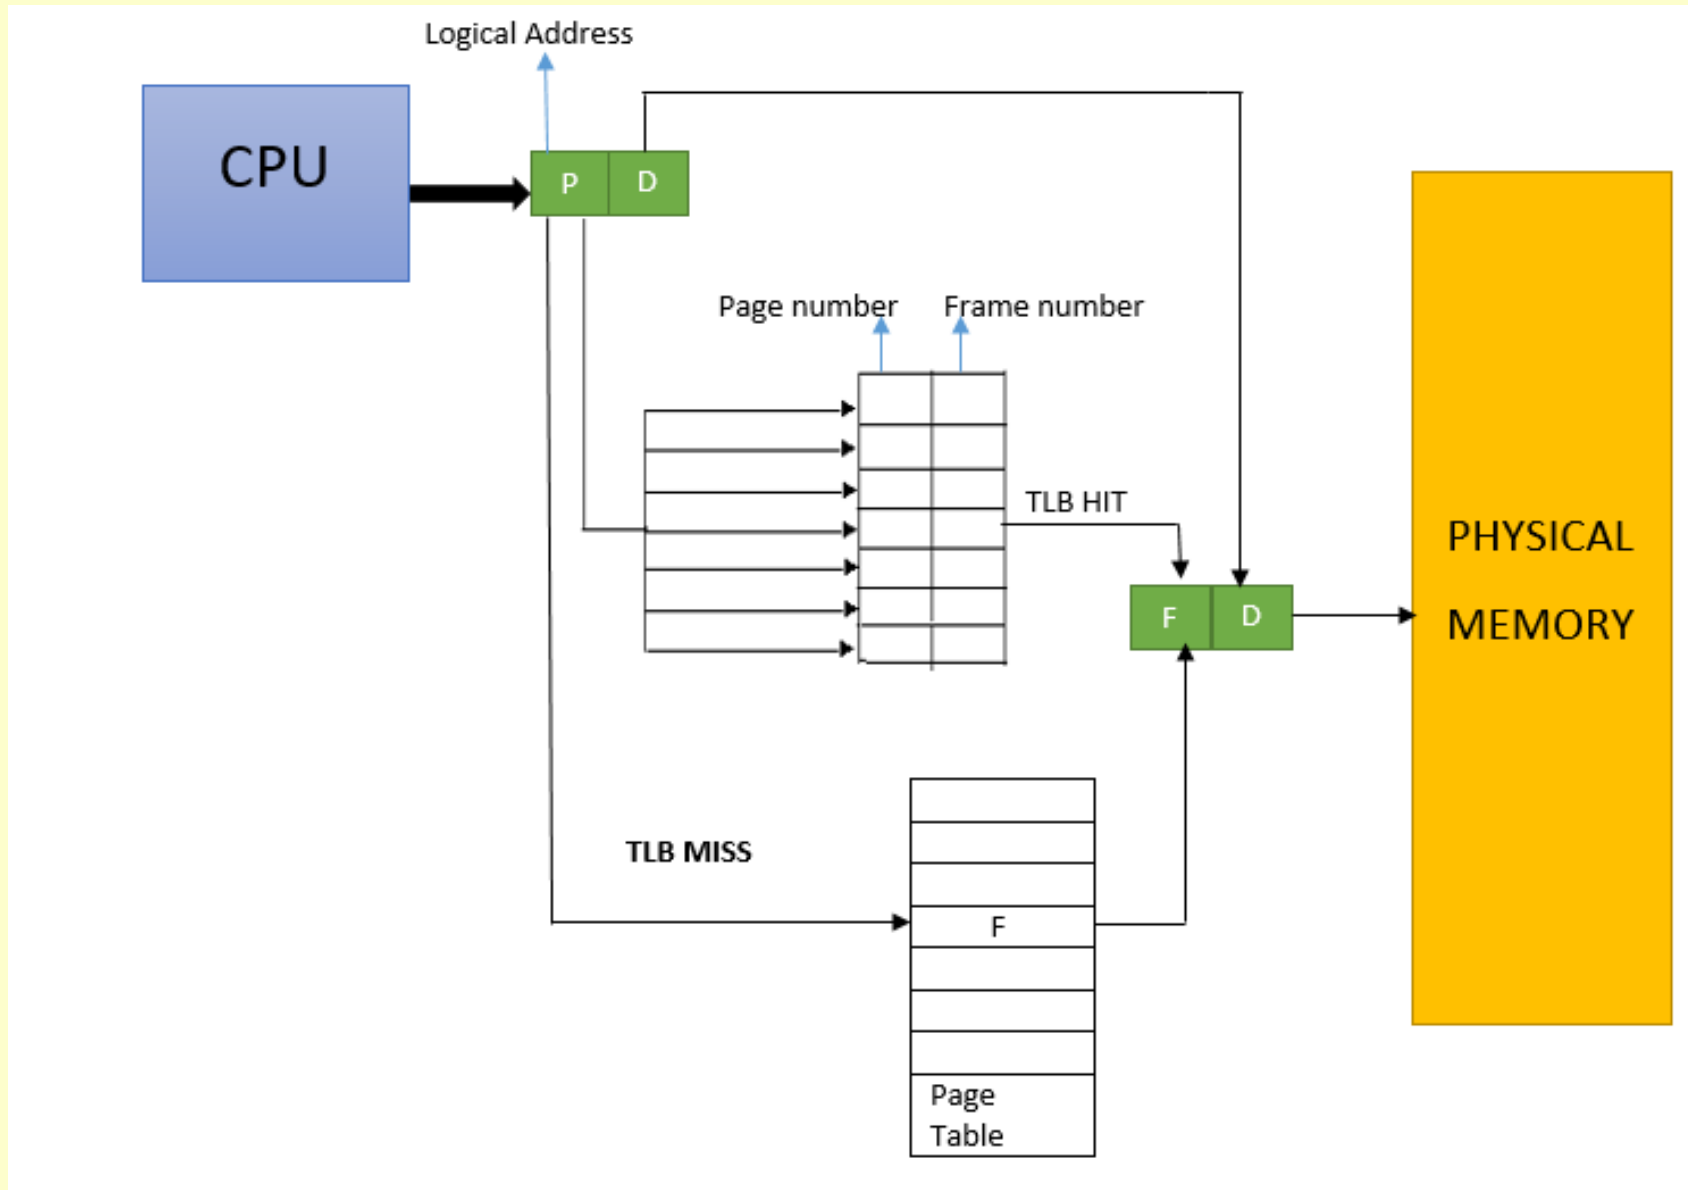 Logical Address
CPU
P D
Page number Frame number
TLB HIT
PHYSICAL
MEMORY
F D
TLB MISS
F
Page
Table